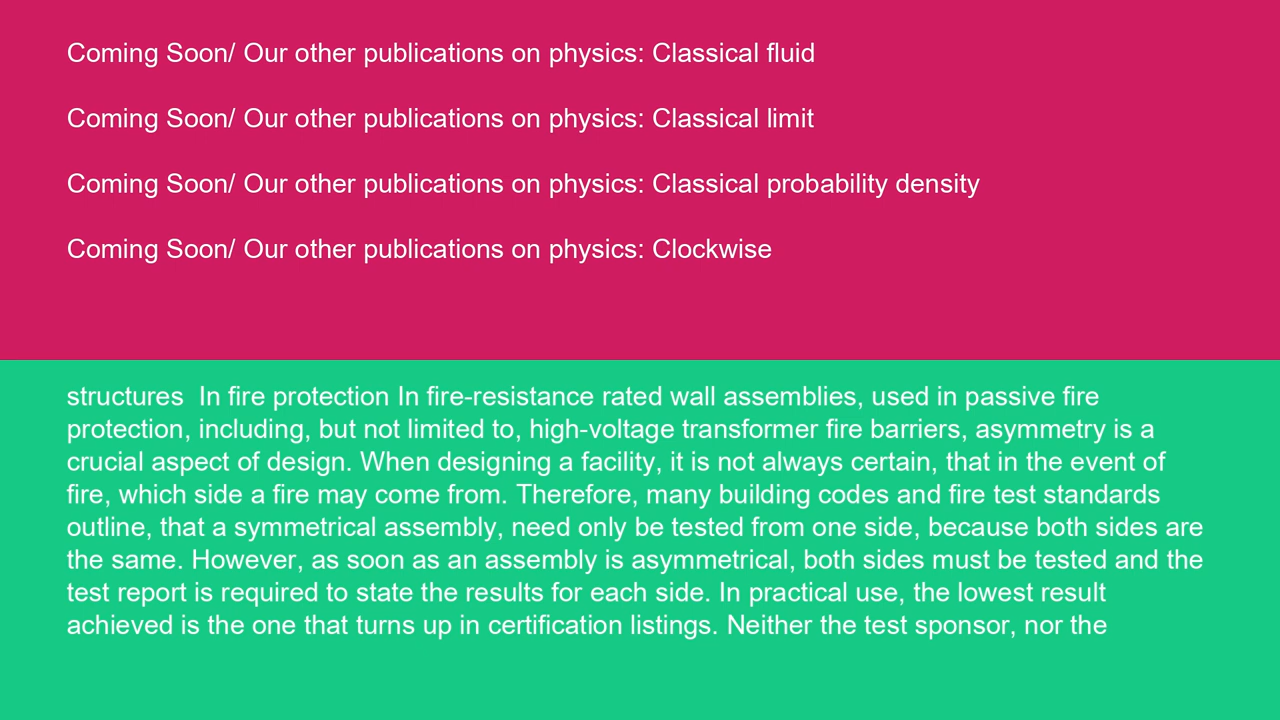 Coming Soon/ Our other publications on physics: Classical fluid
Coming Soon/ Our other publications on physics: Classical limit
Coming Soon/ Our other publications on physics: Classical probability density
Coming Soon/ Our other publications on physics: Clockwise
structures  In fire protection In fire-resistance rated wall assemblies, used in passive fire
protection, including, but not limited to, high-voltage transformer fire barriers, asymmetry is a
crucial aspect of design. When designing a facility, it is not always certain, that in the event of
fire, which side a fire may come from. Therefore, many building codes and fire test standards
outline, that a symmetrical assembly, need only be tested from one side, because both sides are
the same. However, as soon as an assembly is asymmetrical, both sides must be tested and the
test report is required to state the results for each side. In practical use, the lowest result
achieved is the one that turns up in certification listings. Neither the test sponsor, nor the